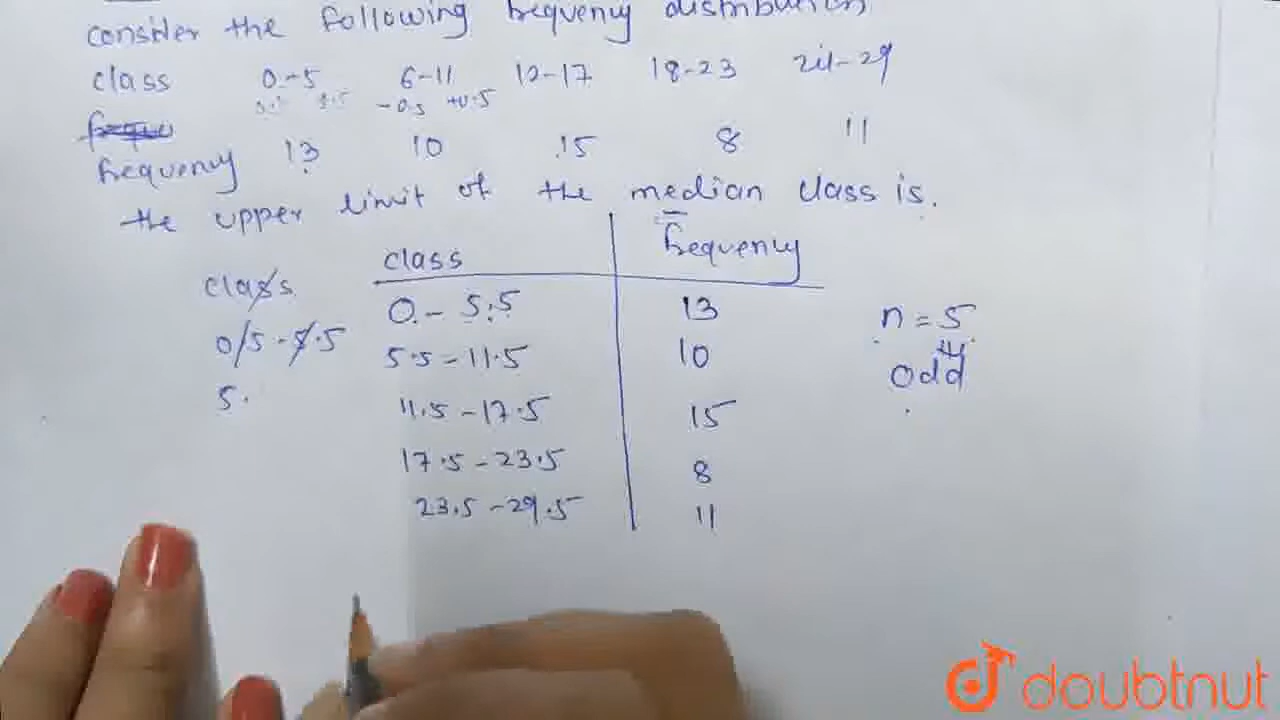 consider the following frequency distribution
class 0-5 6-11 12-17 18-23 24-29
-0.5 +0.5
frequency 13 10 15 8 11
the upper limit of the median class is.
class frequency
class
0 - 5.5 13
0/5 - 5.5
n = 5
5.5 - 11.5 10
odd
5.
11.5 - 17.5 15
17.5 - 23.5 8
23.5 - 29.5 11
doubtnut